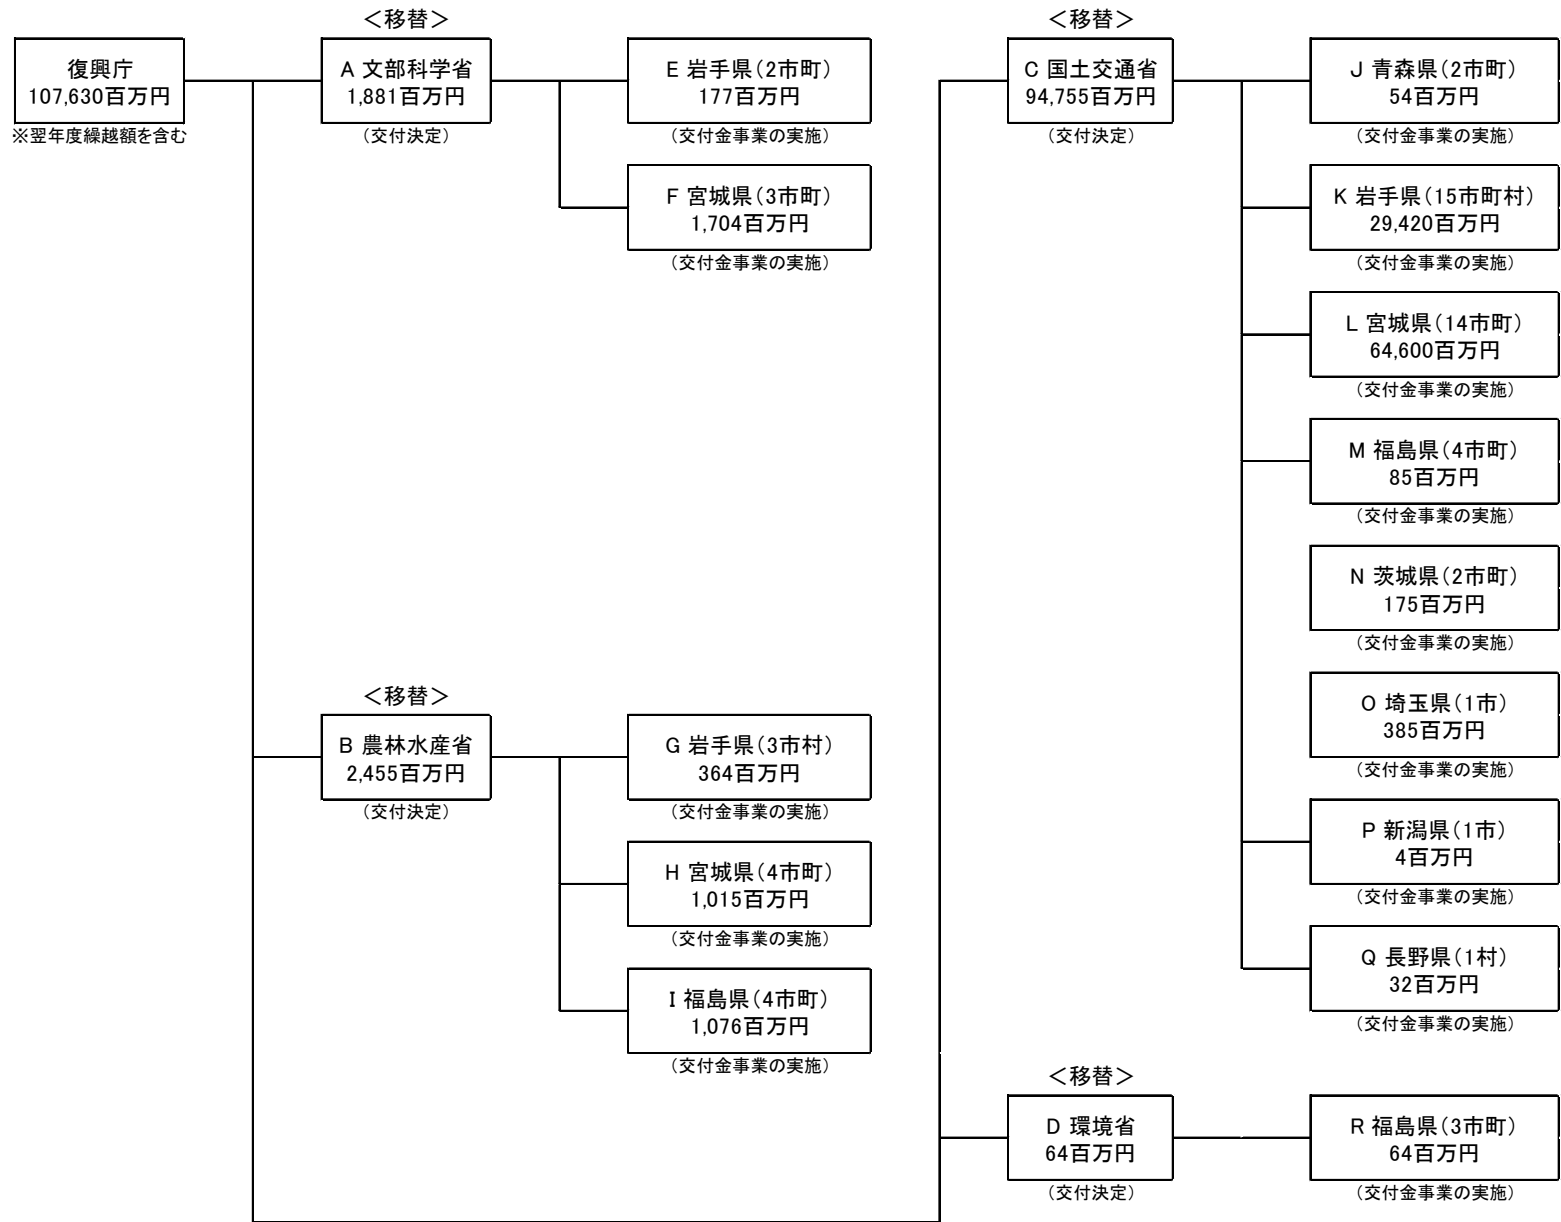 復興庁
107,630百万円
※翌年度繰越額を含む
＜移替＞
A 文部科学省
1,881百万円
（交付決定）
E 岩手県（2市町）
177百万円
（交付金事業の実施）
F 宮城県（3市町）
1,704百万円
（交付金事業の実施）
＜移替＞
B 農林水産省
2,455百万円
（交付決定）
G 岩手県（3市村）
364百万円
（交付金事業の実施）
H 宮城県（4市町）
1,015百万円
（交付金事業の実施）
I 福島県（4市町）
1,076百万円
（交付金事業の実施）
＜移替＞
C 国土交通省
94,755百万円
（交付決定）
J 青森県（2市町）
54百万円
（交付金事業の実施）
K 岩手県（15市町村）
29,420百万円
（交付金事業の実施）
L 宮城県（14市町）
64,600百万円
（交付金事業の実施）
M 福島県（4市町）
85百万円
（交付金事業の実施）
N 茨城県（2市町）
175百万円
（交付金事業の実施）
O 埼玉県（1市）
385百万円
（交付金事業の実施）
P 新潟県（1市）
4百万円
（交付金事業の実施）
Q 長野県（1村）
32百万円
（交付金事業の実施）
＜移替＞
D 環境省
64百万円
（交付決定）
R 福島県（3市町）
64百万円
（交付金事業の実施）